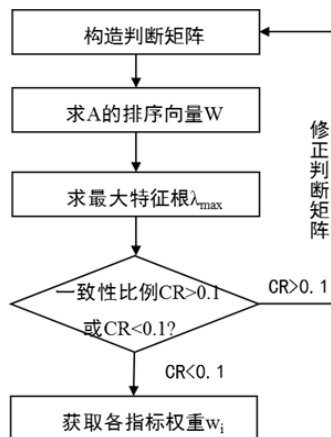 构造判断矩阵
求A的排序向量W
求最大特征根λmax
一致性比例CR>0.1
或CR<0.1?
CR>0.1
修正判断矩阵
CR<0.1
获取各指标权重wi